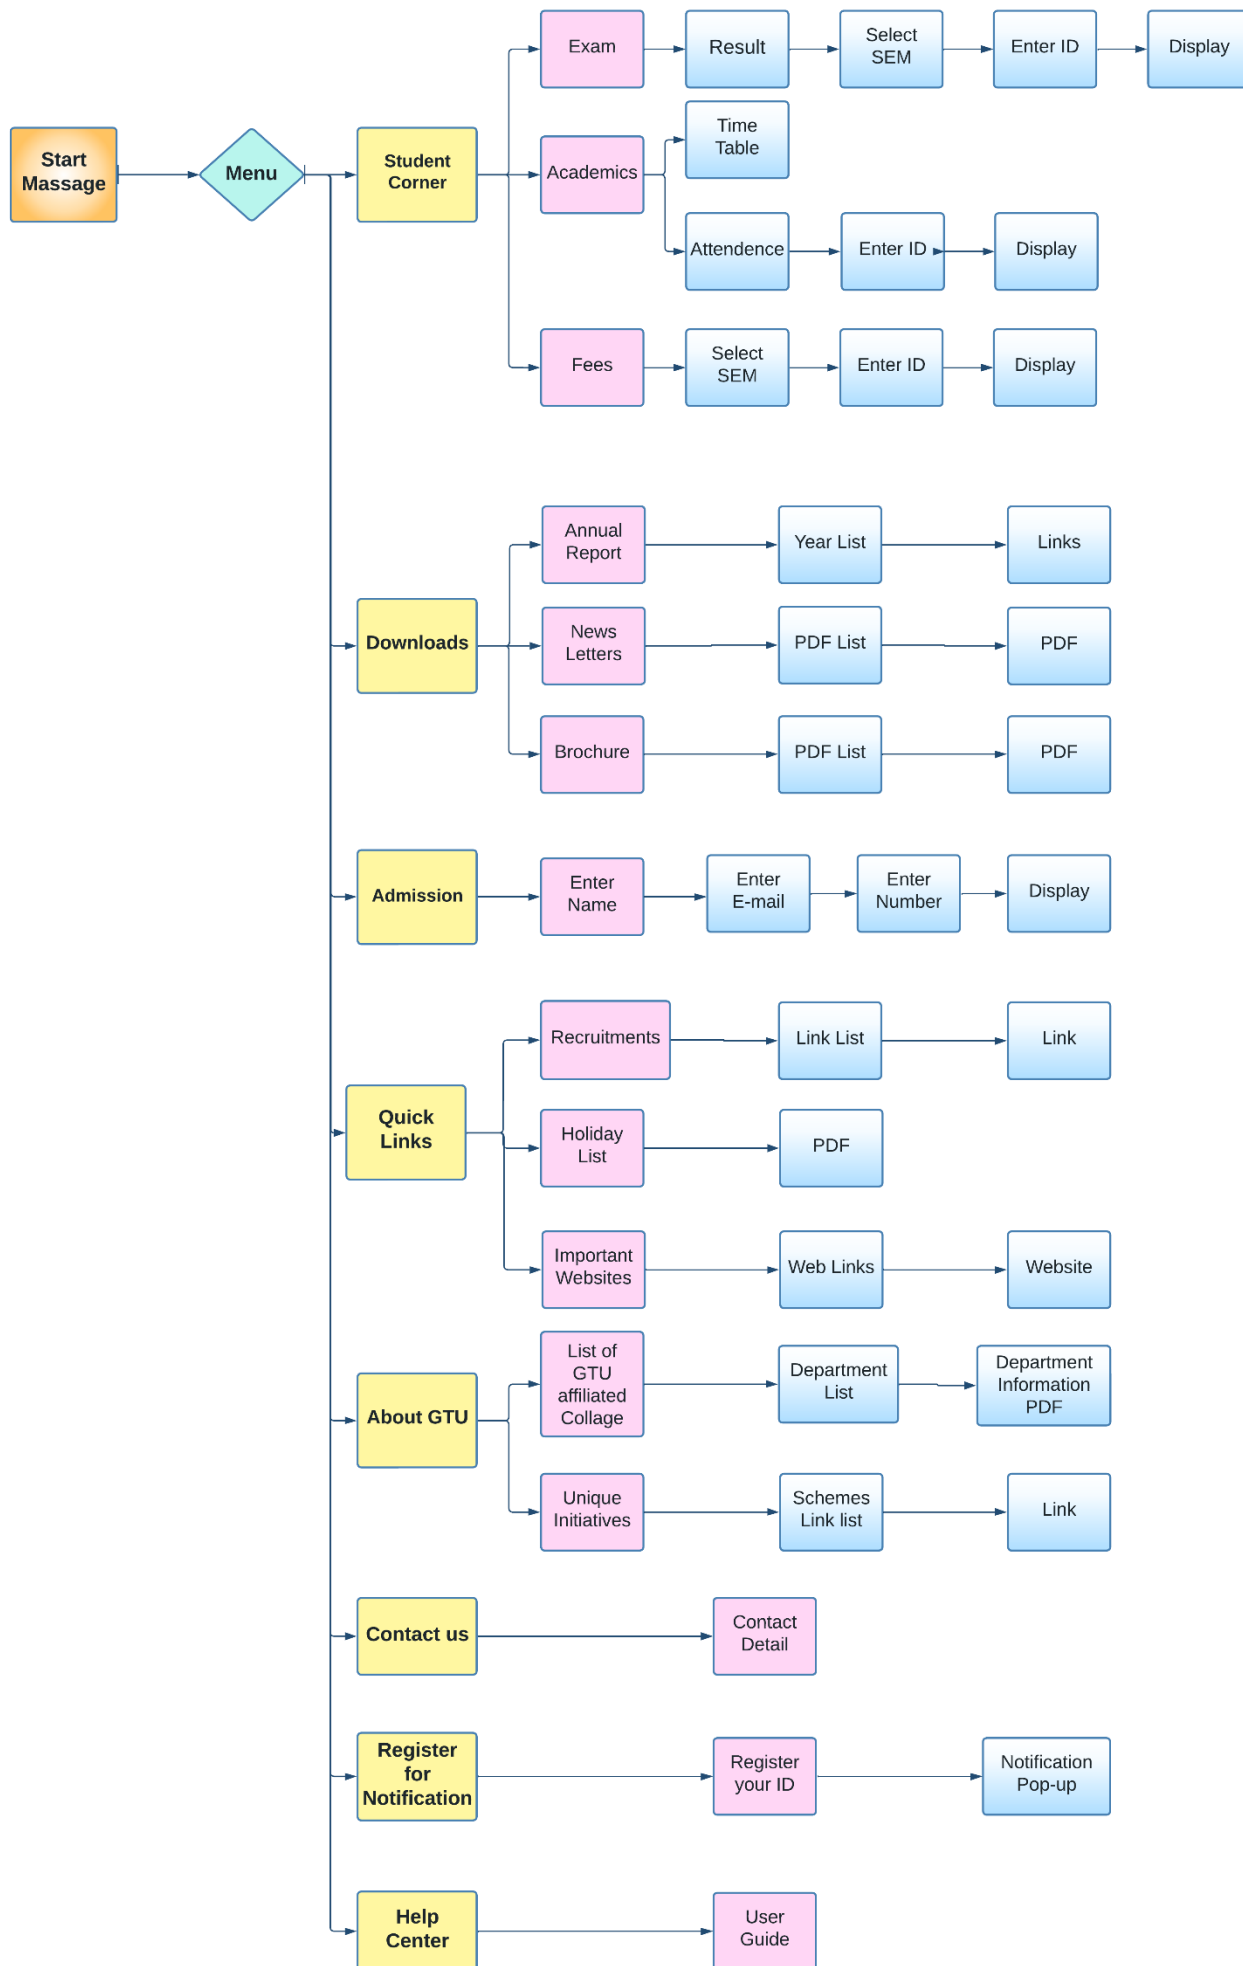 Start
Massage
Menu
Student
Corner
Exam
Result
Select
SEM
Enter ID
Display
Academics
Time
Table
Attendence
Enter ID
Display
Fees
Select
SEM
Enter ID
Display
Downloads
Annual
Report
Year List
Links
News
Letters
PDF List
PDF
Brochure
PDF List
PDF
Admission
Enter
Name
Enter
E-mail
Enter
Number
Display
Quick
Links
Recruitments
Link List
Link
Holiday
List
PDF
Important
Websites
Web Links
Website
About GTU
List of
GTU
affiliated
Collage
Department
List
Department
Information
PDF
Unique
Initiatives
Schemes
Link list
Link
Contact us
Contact
Detail
Register
for
Notification
Register
your ID
Notification
Pop-up
Help
Center
User
Guide